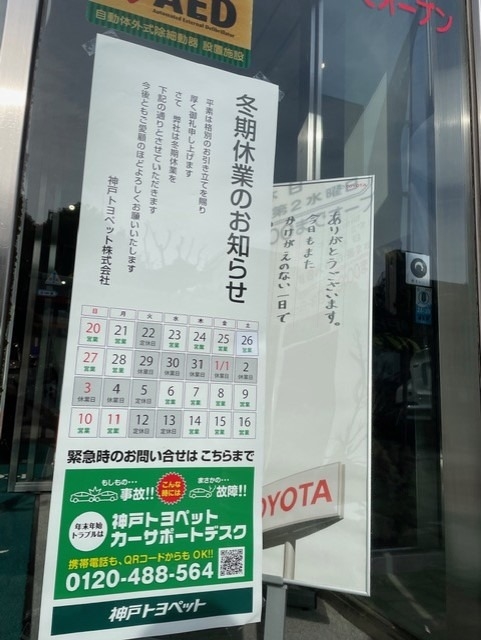 AED
Automated External Defibrillator
自動体外式除細動器 設置施設
オープン
冬期休業のお知らせ
平素は格別のお引き立てを賜り
厚く御礼申し上げます
さて 弊社は冬期休業を
下記の通りとさせていただきます
今後ともご愛顧のほどよろしくお願いいたします
神戸トヨペット株式会社
日 月 火 水 木 金 土
20 21 22 23 24 25 26
営業 営業 定休日 営業 営業 営業 営業
27 28 29 30 31 1/1 2
営業 営業 休業日 休業日 休業日 休業日 休業日
3 4 5 6 7 8 9
休業日 休業日 定休日 営業 営業 営業 営業
10 11 12 13 14 15 16
営業 営業 定休日 定休日 営業 営業 営業
緊急時のお問い合せは こちらまで
もしもの… 事故!!
こんな時には
まさかの… 故障!!
年末年始トラブルは
神戸トヨペット
カーサポートデスク
携帯電話も、QRコードからも OK!!
0120-488-564
神戸トヨペット
第2水曜日
ありがとうございます。
今日もまた
かけがえのない一日で
OYOTA